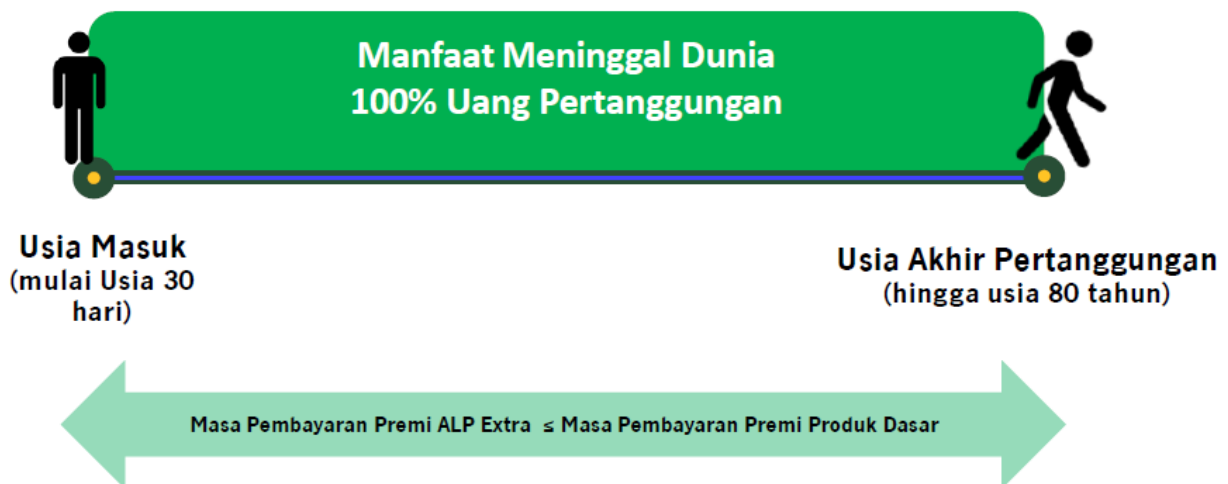 Manfaat Meninggal Dunia
100% Uang Pertanggungan
Usia Masuk
(mulai Usia 30
hari)
Usia Akhir Pertanggungan
(hingga usia 80 tahun)
Masa Pembayaran Premi ALP Extra ≤ Masa Pembayaran Premi Produk Dasar